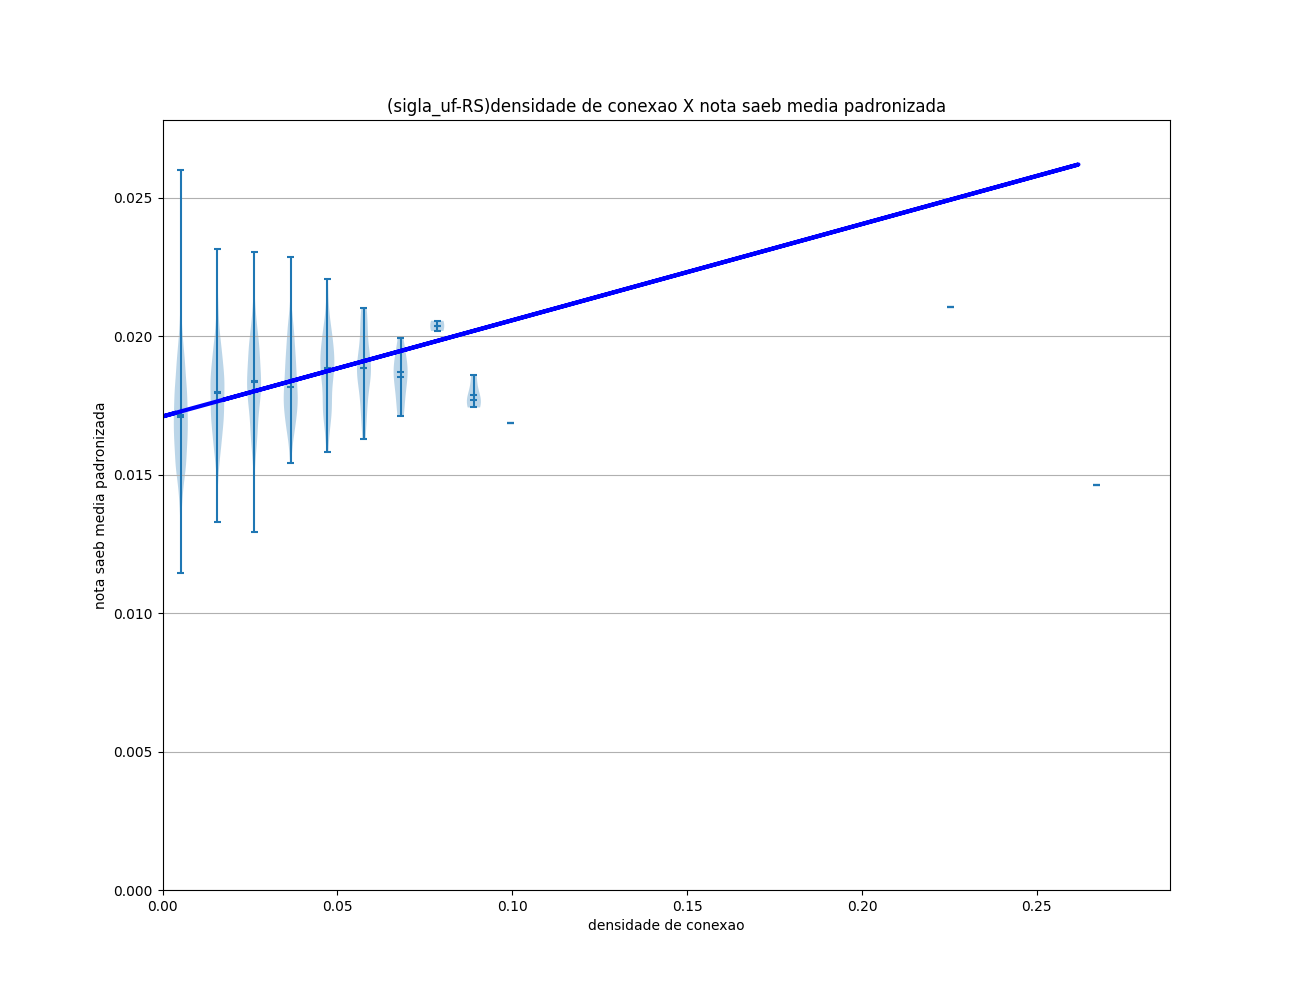 (sigla_uf-RS)densidade de conexao X nota saeb media padronizada
0.025
0.020
0.015
0.010
0.005
0.000
nota saeb media padronizada
0.00 0.05 0.10 0.15 0.20 0.25
densidade de conexao